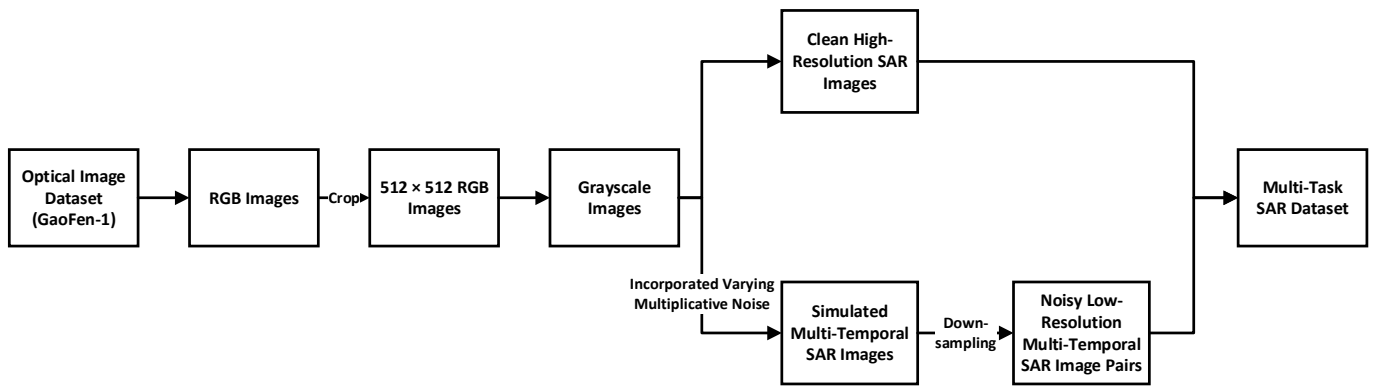 Optical Image
Dataset
(GaoFen-1)
RGB Images
Crop
512 × 512 RGB
Images
Grayscale
Images
Clean High-
Resolution SAR
Images
Incorporated Varying
Multiplicative Noise
Simulated
Multi-Temporal
SAR Images
Down-
sampling
Noisy Low-
Resolution
Multi-Temporal
SAR Image Pairs
Multi-Task
SAR Dataset